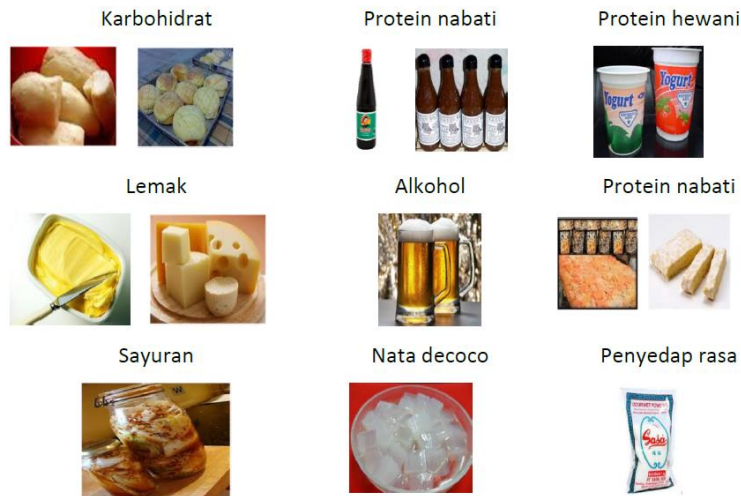 Karbohidrat
Protein nabati
Protein hewani
Yogurt
Yogurt
Lemak
Alkohol
Protein nabati
Sayuran
Nata decoco
Penyedap rasa
Sasa